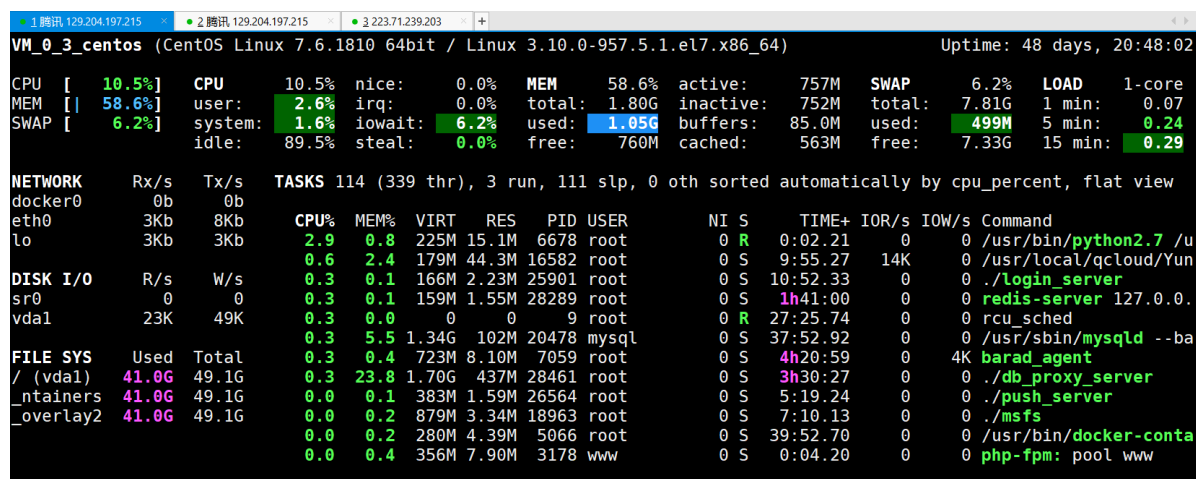 1 腾讯 129.204.197.215 × 2 腾讯 129.204.197.215 × 3 223.71.239.203 × +
VM_0_3_centos (CentOS Linux 7.6.1810 64bit / Linux 3.10.0-957.5.1.el7.x86_64) Uptime: 48 days, 20:48:02
CPU [ 10.5%] CPU 10.5% nice: 0.0% MEM 58.6% active: 757M SWAP 6.2% LOAD 1-core
MEM [| 58.6%] user: 2.6% irq: 0.0% total: 1.80G inactive: 752M total: 7.81G 1 min: 0.07
SWAP [ 6.2%] system: 1.6% iowait: 6.2% used: 1.05G buffers: 85.0M used: 499M 5 min: 0.24
idle: 89.5% steal: 0.0% free: 760M cached: 563M free: 7.33G 15 min: 0.29
NETWORK Rx/s Tx/s TASKS 114 (339 thr), 3 run, 111 slp, 0 oth sorted automatically by cpu_percent, flat view
docker0 0b 0b
eth0 3Kb 8Kb CPU% MEM% VIRT RES PID USER NI S TIME+ IOR/s IOW/s Command
lo 3Kb 3Kb 2.9 0.8 225M 15.1M 6678 root 0 R 0:02.21 0 0 /usr/bin/python2.7 /u
0.6 2.4 179M 44.3M 16582 root 0 S 9:55.27 14K 0 /usr/local/qcloud/Yun
DISK I/O R/s W/s 0.3 0.1 166M 2.23M 25901 root 0 S 10:52.33 0 0 ./login_server
sr0 0 0 0.3 0.1 159M 1.55M 28289 root 0 S 1h41:00 0 0 redis-server 127.0.0.
vda1 23K 49K 0.3 0.0 0 0 9 root 0 R 27:25.74 0 0 rcu_sched
0.3 5.5 1.34G 102M 20478 mysql 0 S 37:52.92 0 0 /usr/sbin/mysqld --ba
FILE SYS Used Total 0.3 0.4 723M 8.10M 7059 root 0 S 4h20:59 0 4K barad_agent
/ (vda1) 41.0G 49.1G 0.3 23.8 1.70G 437M 28461 root 0 S 3h30:27 0 0 ./db_proxy_server
_ntainers 41.0G 49.1G 0.0 0.1 383M 1.59M 26564 root 0 S 5:19.24 0 0 ./push_server
_overlay2 41.0G 49.1G 0.0 0.2 879M 3.34M 18963 root 0 S 7:10.13 0 0 ./msfs
0.0 0.2 280M 4.39M 5066 root 0 S 39:52.70 0 0 /usr/bin/docker-conta
0.0 0.4 356M 7.90M 3178 www 0 S 0:04.20 0 0 php-fpm: pool www